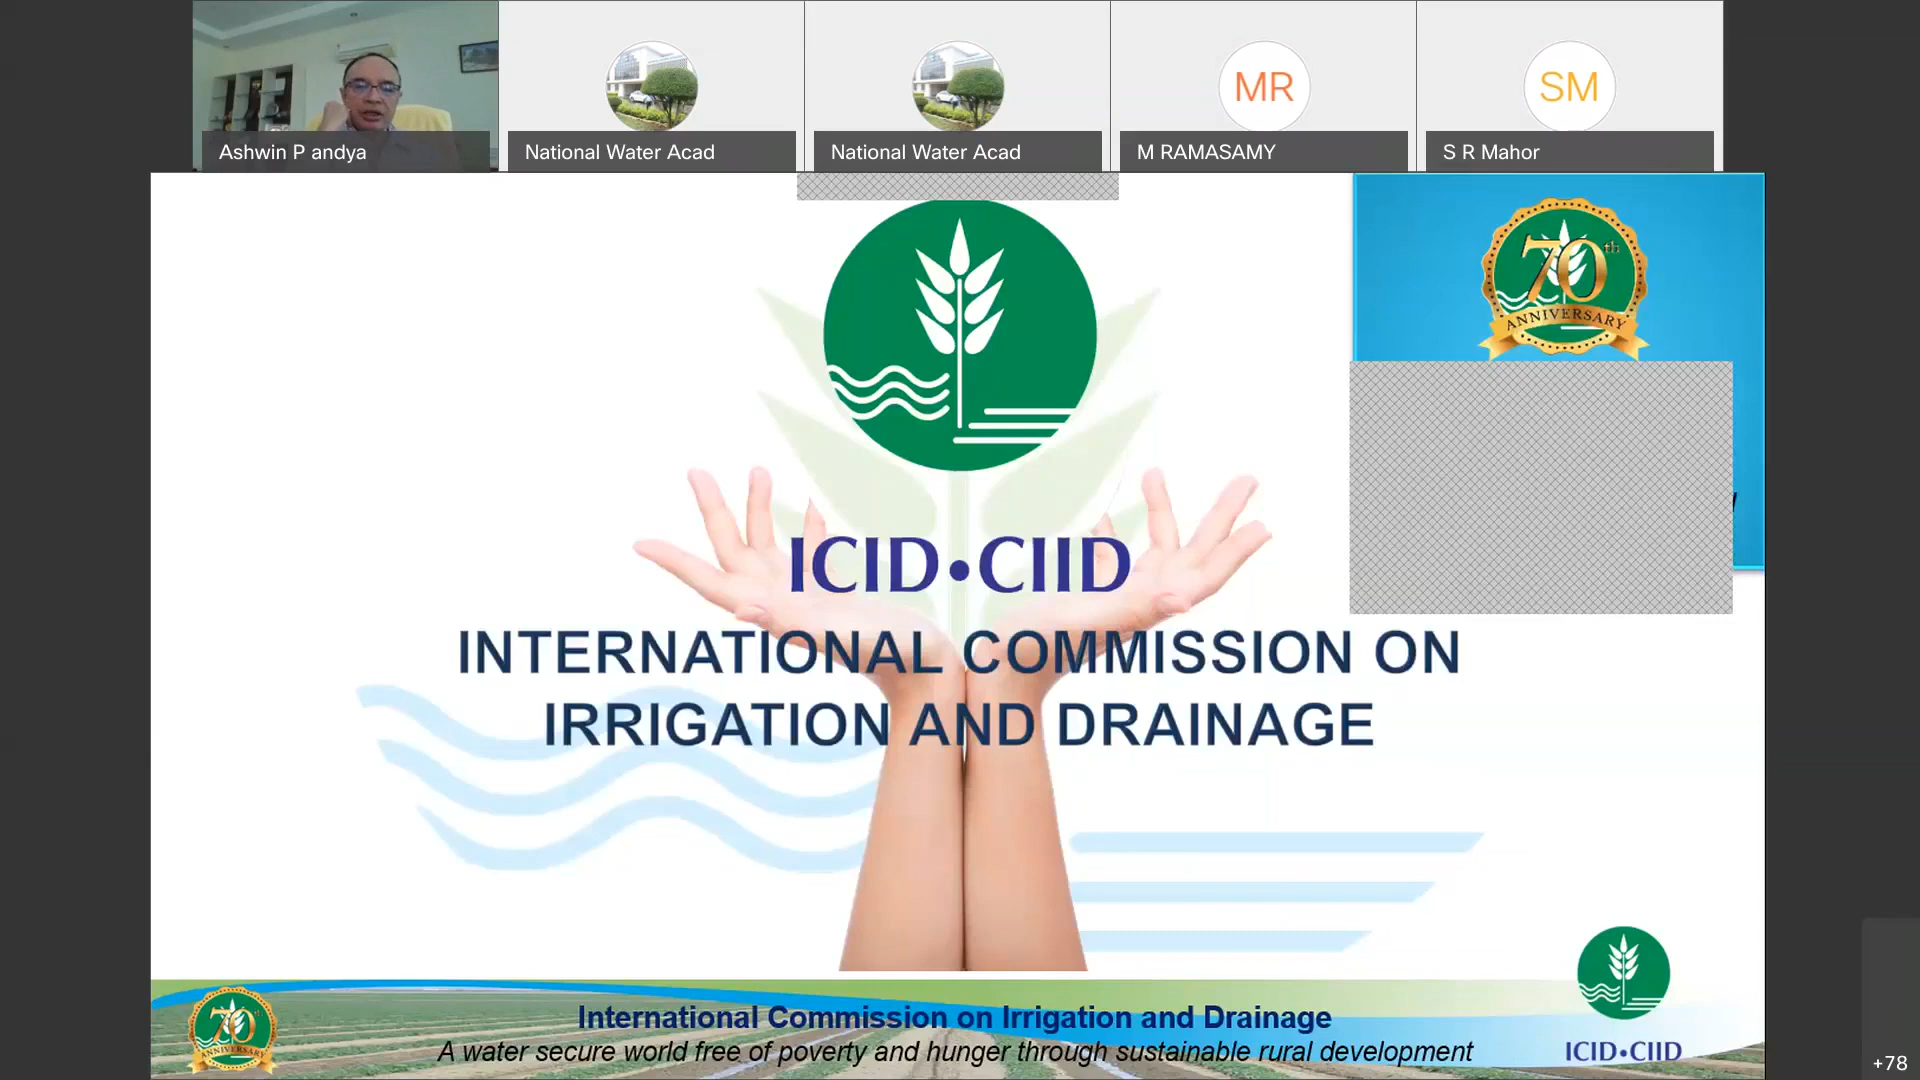 Ashwin P andya
National Water Acad
National Water Acad
MR
M RAMASAMY
SM
S R Mahor
70th
ANNIVERSARY
ICID•CIID
INTERNATIONAL COMMISSION ON
IRRIGATION AND DRAINAGE
70th
ANNIVERSARY
International Commission on Irrigation and Drainage
A water secure world free of poverty and hunger through sustainable rural development
ICID•CIID
+78